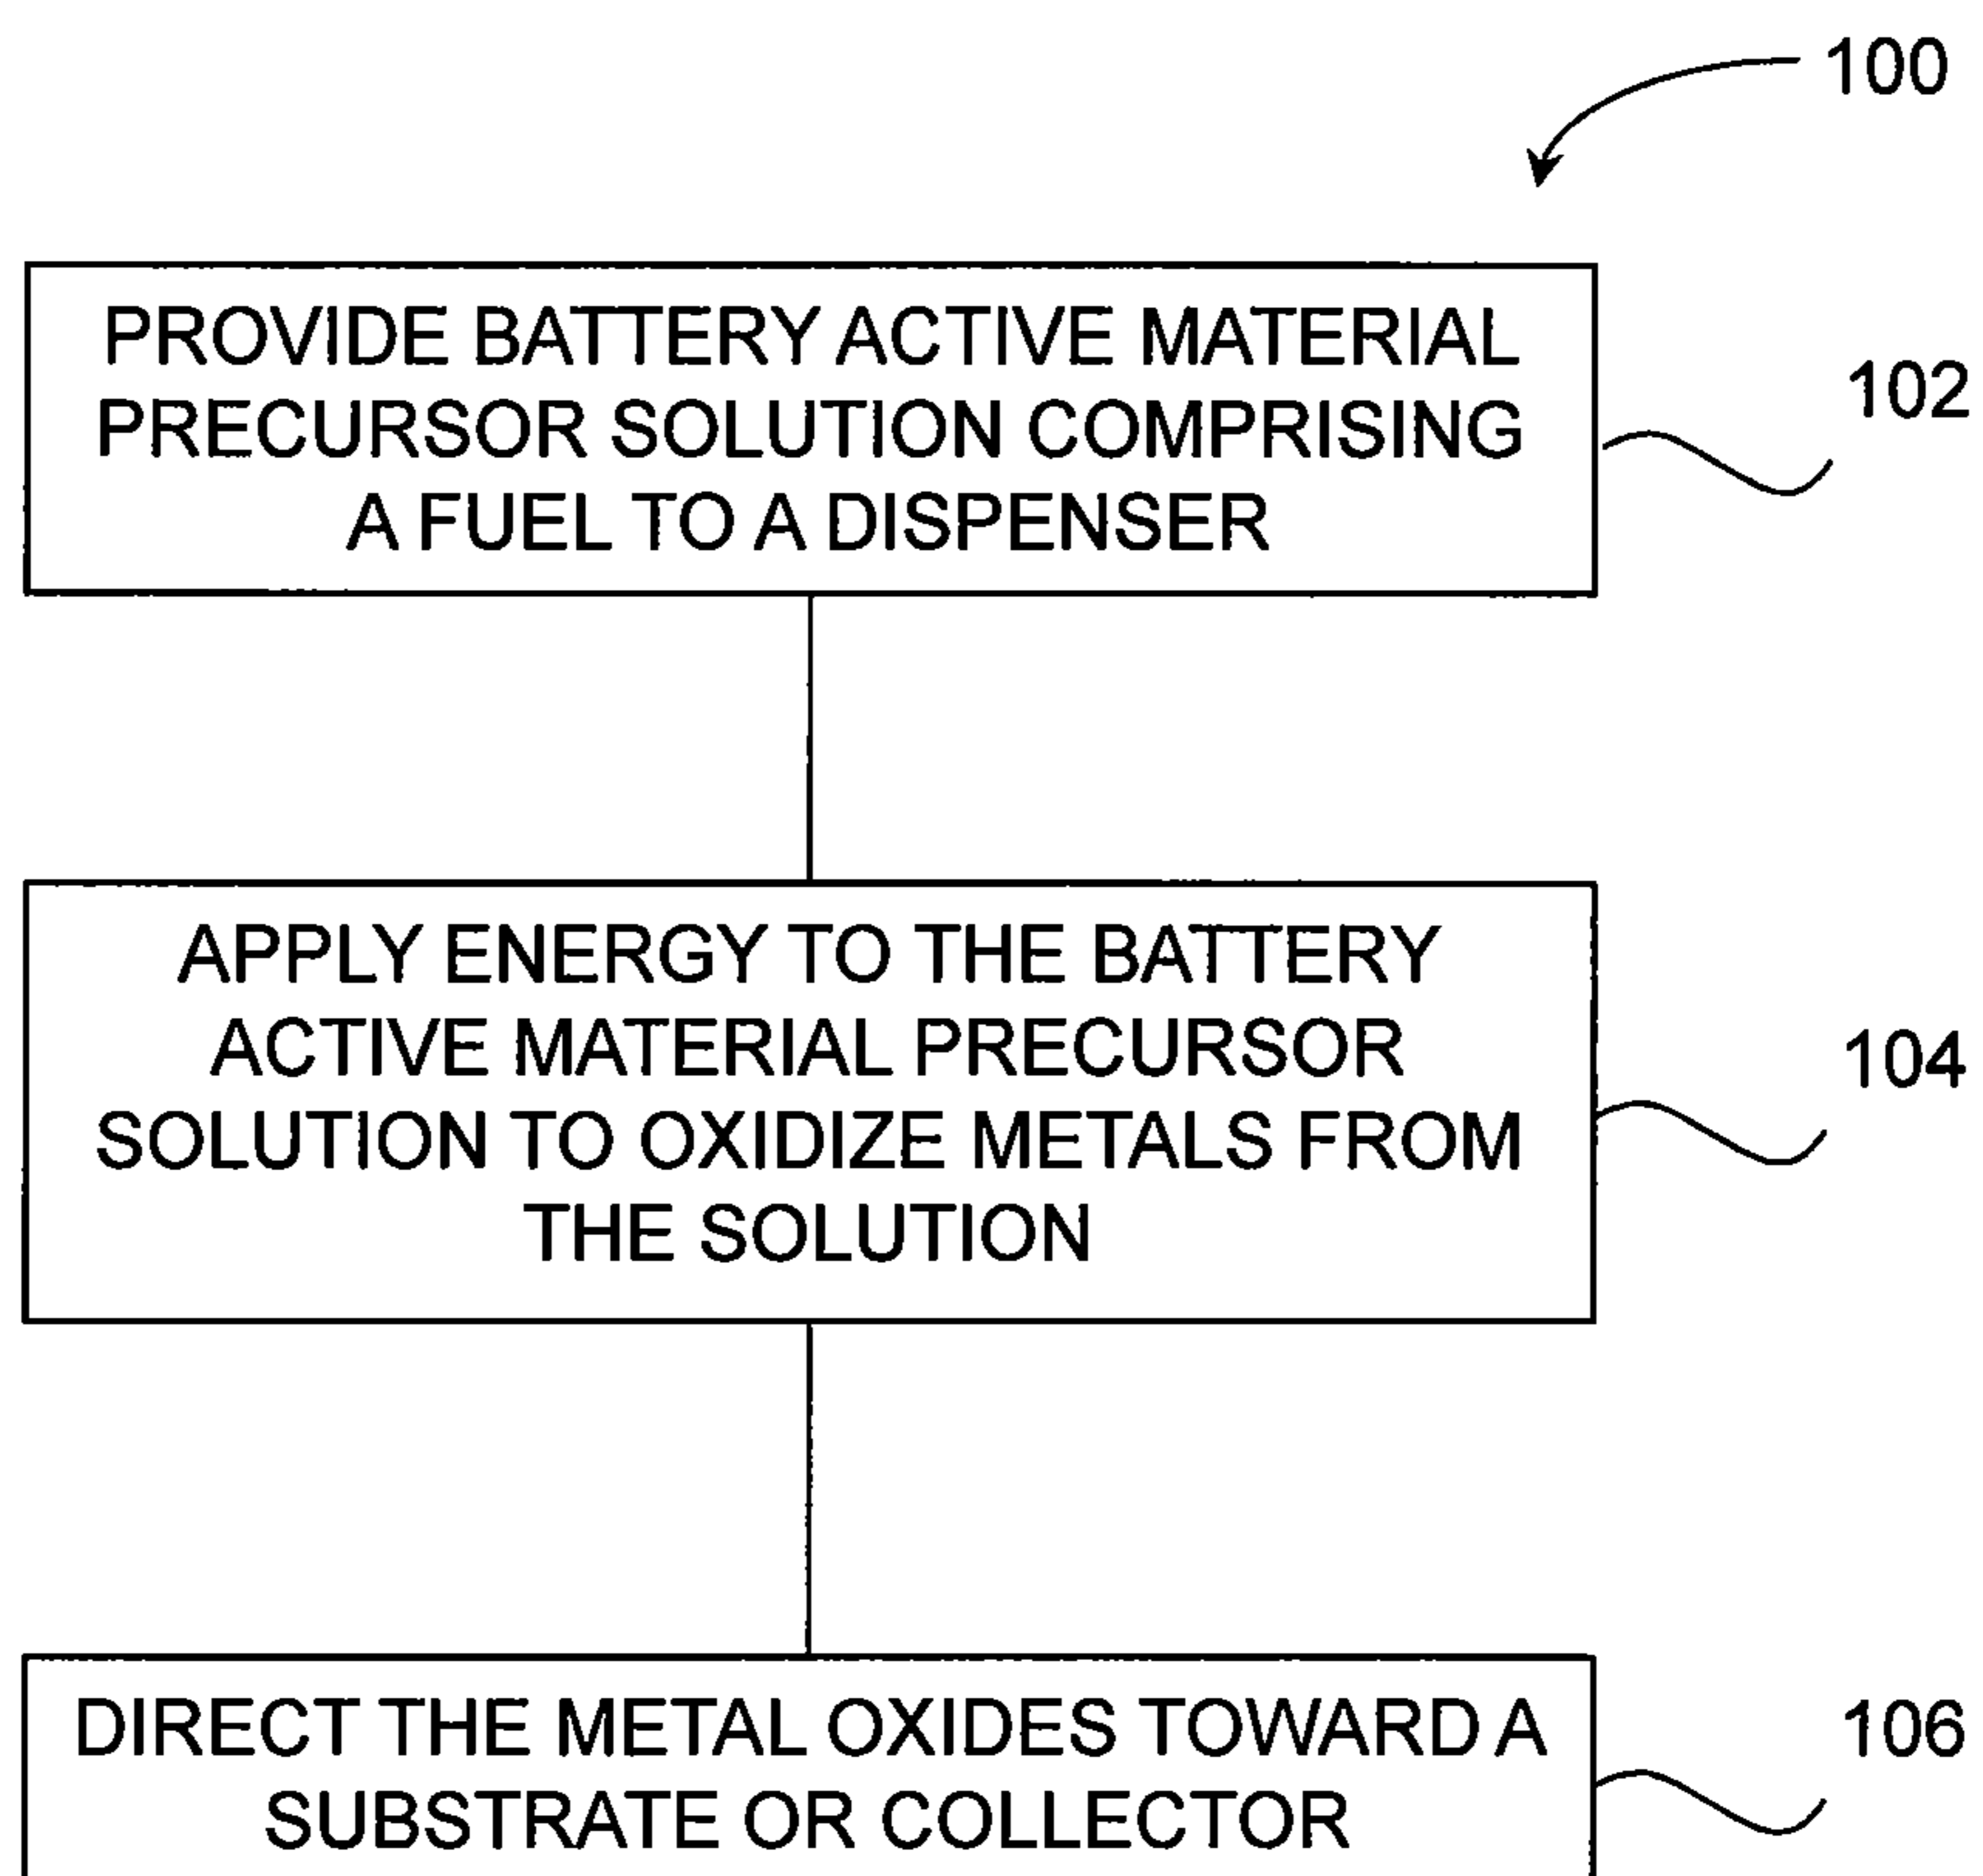 100
PROVIDE BATTERY ACTIVE MATERIAL
PRECURSOR SOLUTION COMPRISING
A FUEL TO A DISPENSER
102
APPLY ENERGY TO THE BATTERY
ACTIVE MATERIAL PRECURSOR
SOLUTION TO OXIDIZE METALS FROM
THE SOLUTION
104
DIRECT THE METAL OXIDES TOWARD A
SUBSTRATE OR COLLECTOR
106